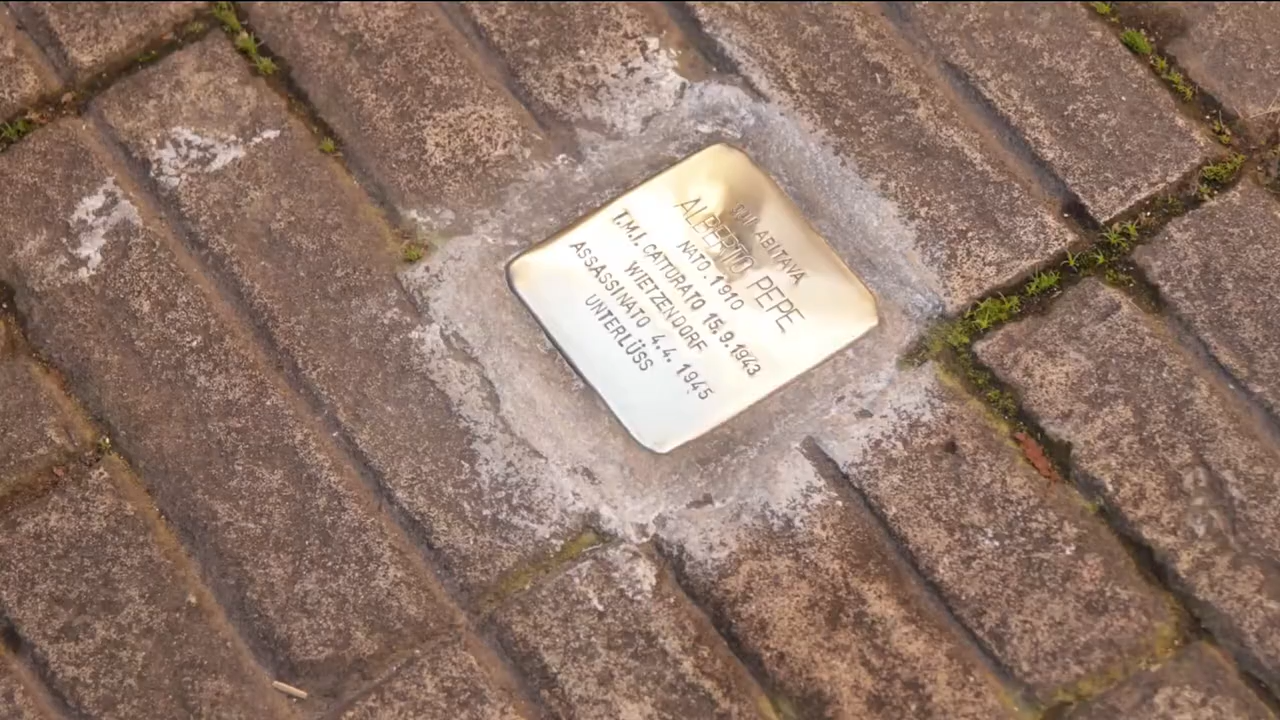 QUI ABITAVA
ALBERTO PEPE
NATO 1910
I.M.I. CATTURATO 15.9.1943
WIETZENDORF
ASSASSINATO 4.4.1945
UNTERLÜSS